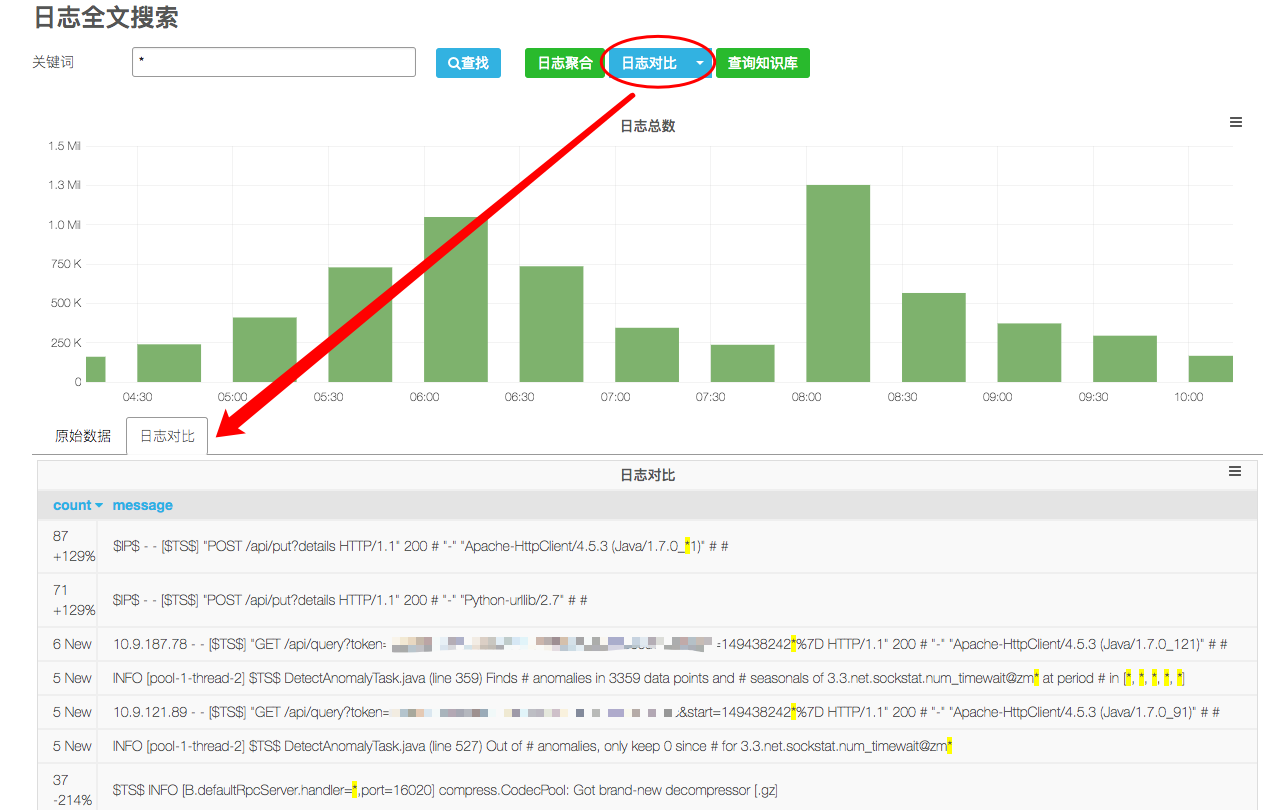 日志全文搜索
关键词 * 查找 日志聚合 日志对比 查询知识库
日志总数
1.5 Mil
1.3 Mil
1.0 Mil
750 K
500 K
250 K
0
04:30 05:00 05:30 06:00 06:30 07:00 07:30 08:00 08:30 09:00 09:30 10:00
原始数据 日志对比
日志对比
count message
87
+129%
$IP$ - - [$TS$] "POST /api/put?details HTTP/1.1" 200 # "-" "Apache-HttpClient/4.5.3 (Java/1.7.0_*1)" # #
71
+129%
$IP$ - - [$TS$] "POST /api/put?details HTTP/1.1" 200 # "-" "Python-urllib/2.7" # #
6 New 10.9.187.78 - - [$TS$] "GET /api/query?token= =149438242*%7D HTTP/1.1" 200 # "-" "Apache-HttpClient/4.5.3 (Java/1.7.0_121)" # #
5 New INFO [pool-1-thread-2] $TS$ DetectAnomalyTask.java (line 359) Finds # anomalies in 3359 data points and # seasonals of 3.3.net.sockstat.num_timewait@zm* at period # in [*, *, *, *, *]
5 New 10.9.121.89 - - [$TS$] "GET /api/query?token= &start=149438242*%7D HTTP/1.1" 200 # "-" "Apache-HttpClient/4.5.3 (Java/1.7.0_91)" # #
5 New INFO [pool-1-thread-2] $TS$ DetectAnomalyTask.java (line 527) Out of # anomalies, only keep 0 since # for 3.3.net.sockstat.num_timewait@zm*
37
-214%
$TS$ INFO [B.defaultRpcServer.handler=*,port=16020] compress.CodecPool: Got brand-new decompressor [.gz]